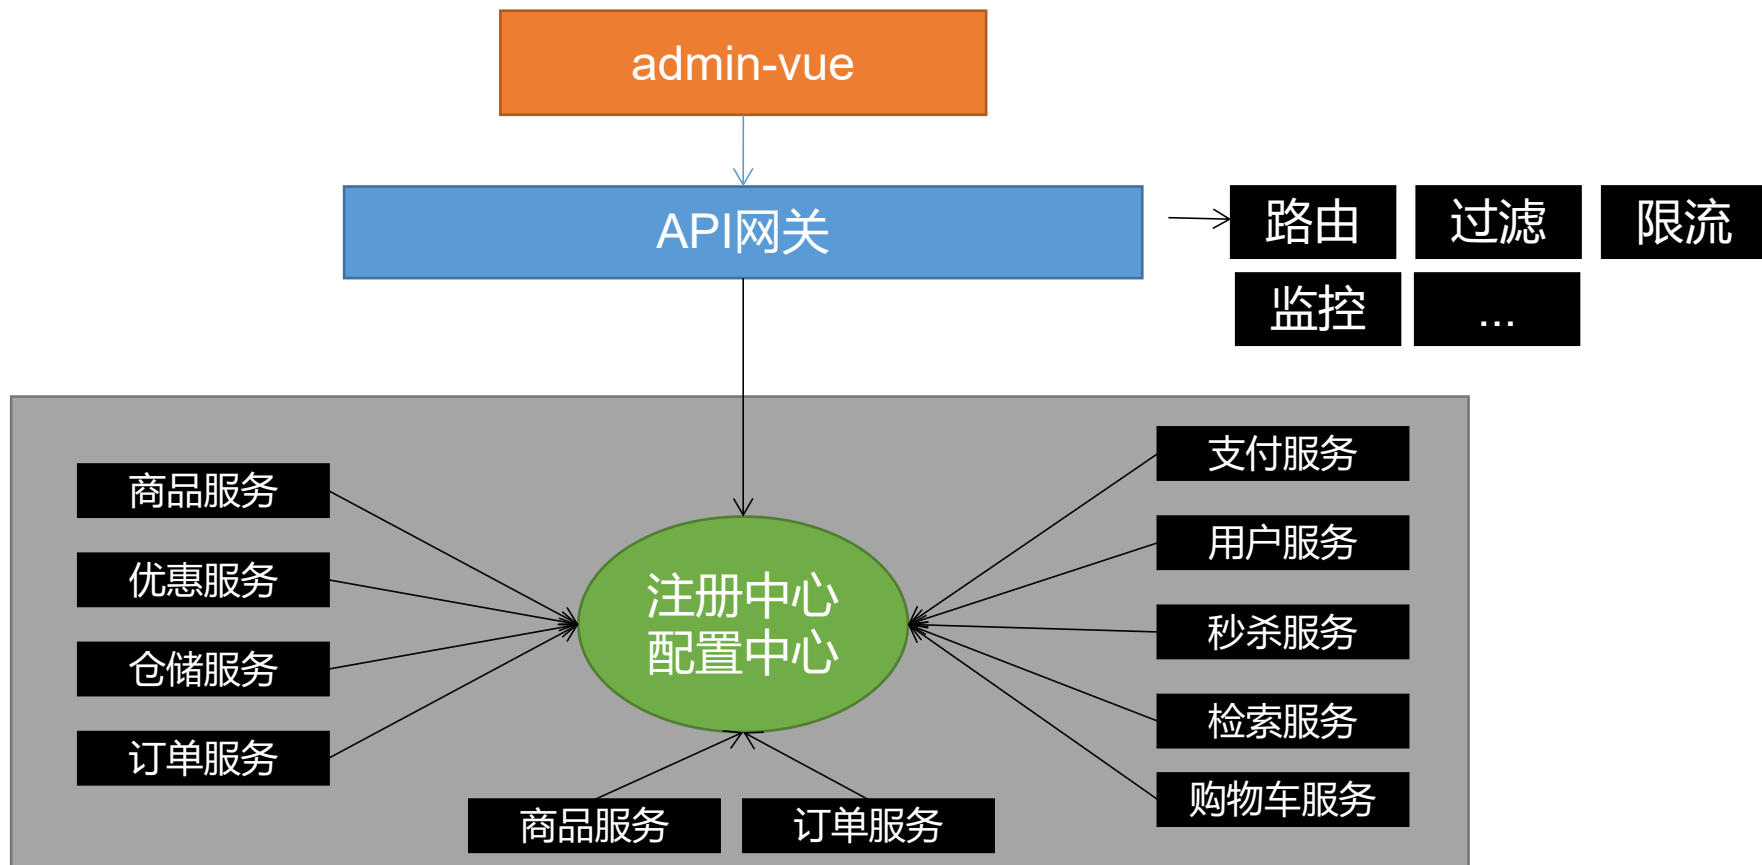 admin-vue
API网关
路由
过滤
限流
监控
...
商品服务
优惠服务
仓储服务
订单服务
注册中心
配置中心
支付服务
用户服务
秒杀服务
检索服务
购物车服务
商品服务
订单服务